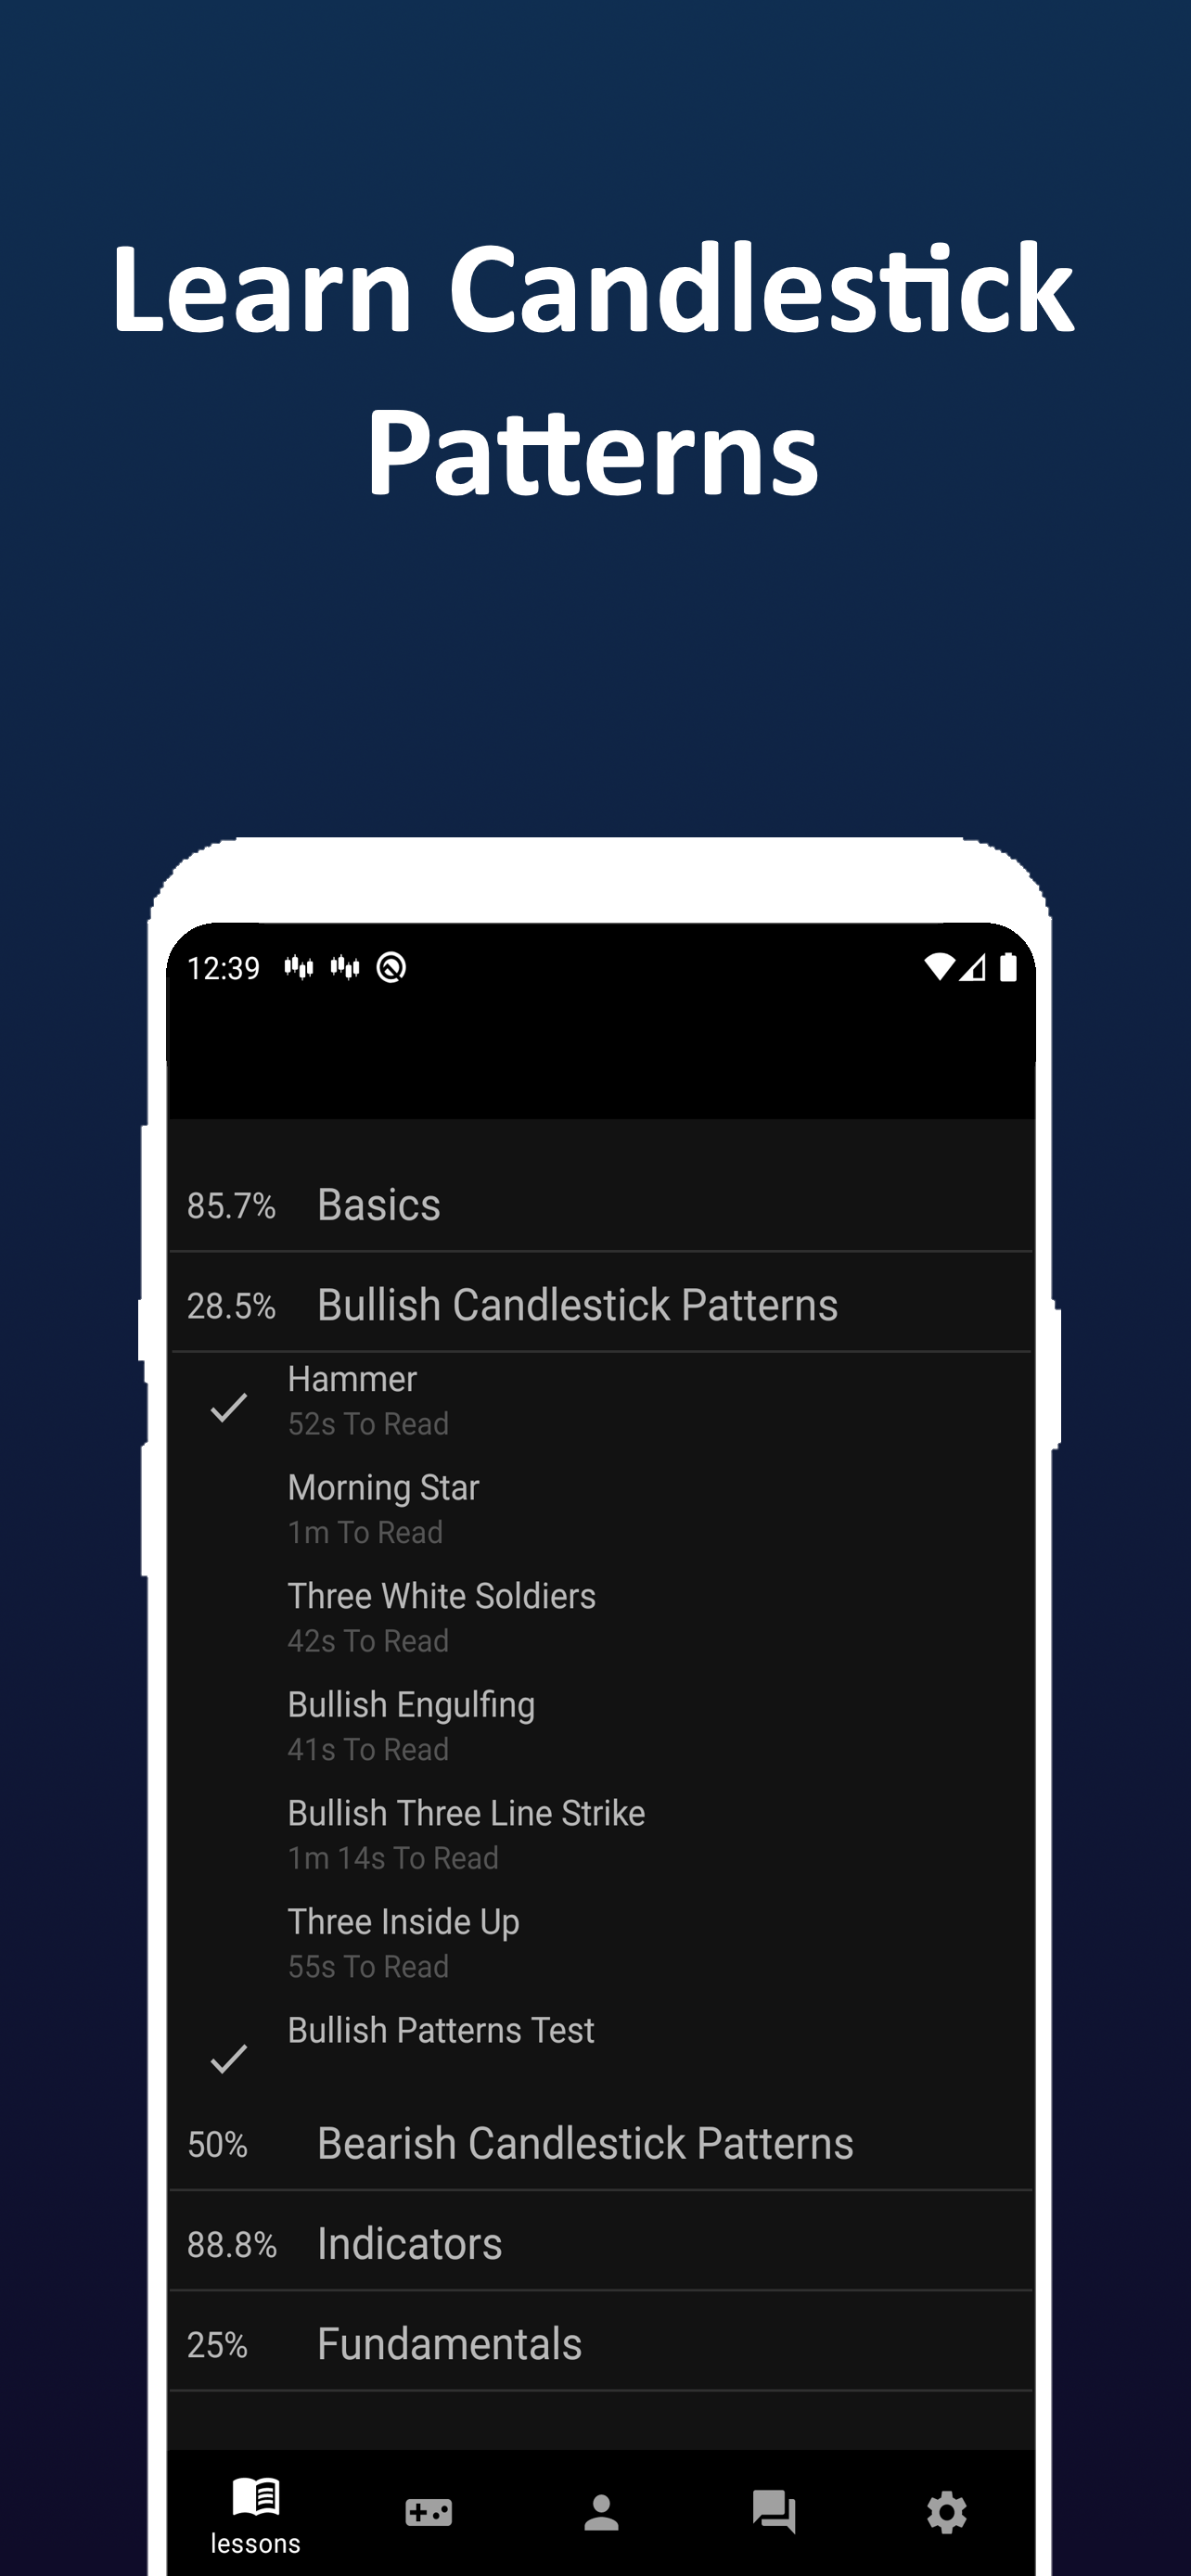 Learn Candlestick
Patterns
12:39
85.7% Basics
28.5% Bullish Candlestick Patterns
Hammer
52s To Read
Morning Star
1m To Read
Three White Soldiers
42s To Read
Bullish Engulfing
41s To Read
Bullish Three Line Strike
1m 14s To Read
Three Inside Up
55s To Read
Bullish Patterns Test
50% Bearish Candlestick Patterns
88.8% Indicators
25% Fundamentals
lessons